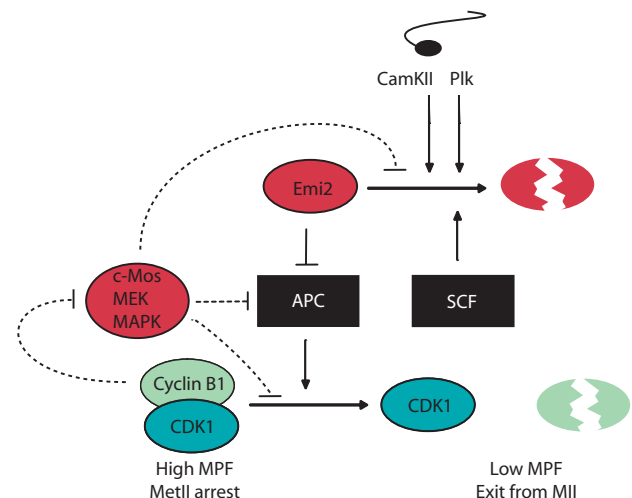 CamKII Plk
Emi2
c-Mos
MEK
MAPK
APC
SCF
Cyclin B1
CDK1
CDK1
High MPF
MetII arrest
Low MPF
Exit from MII